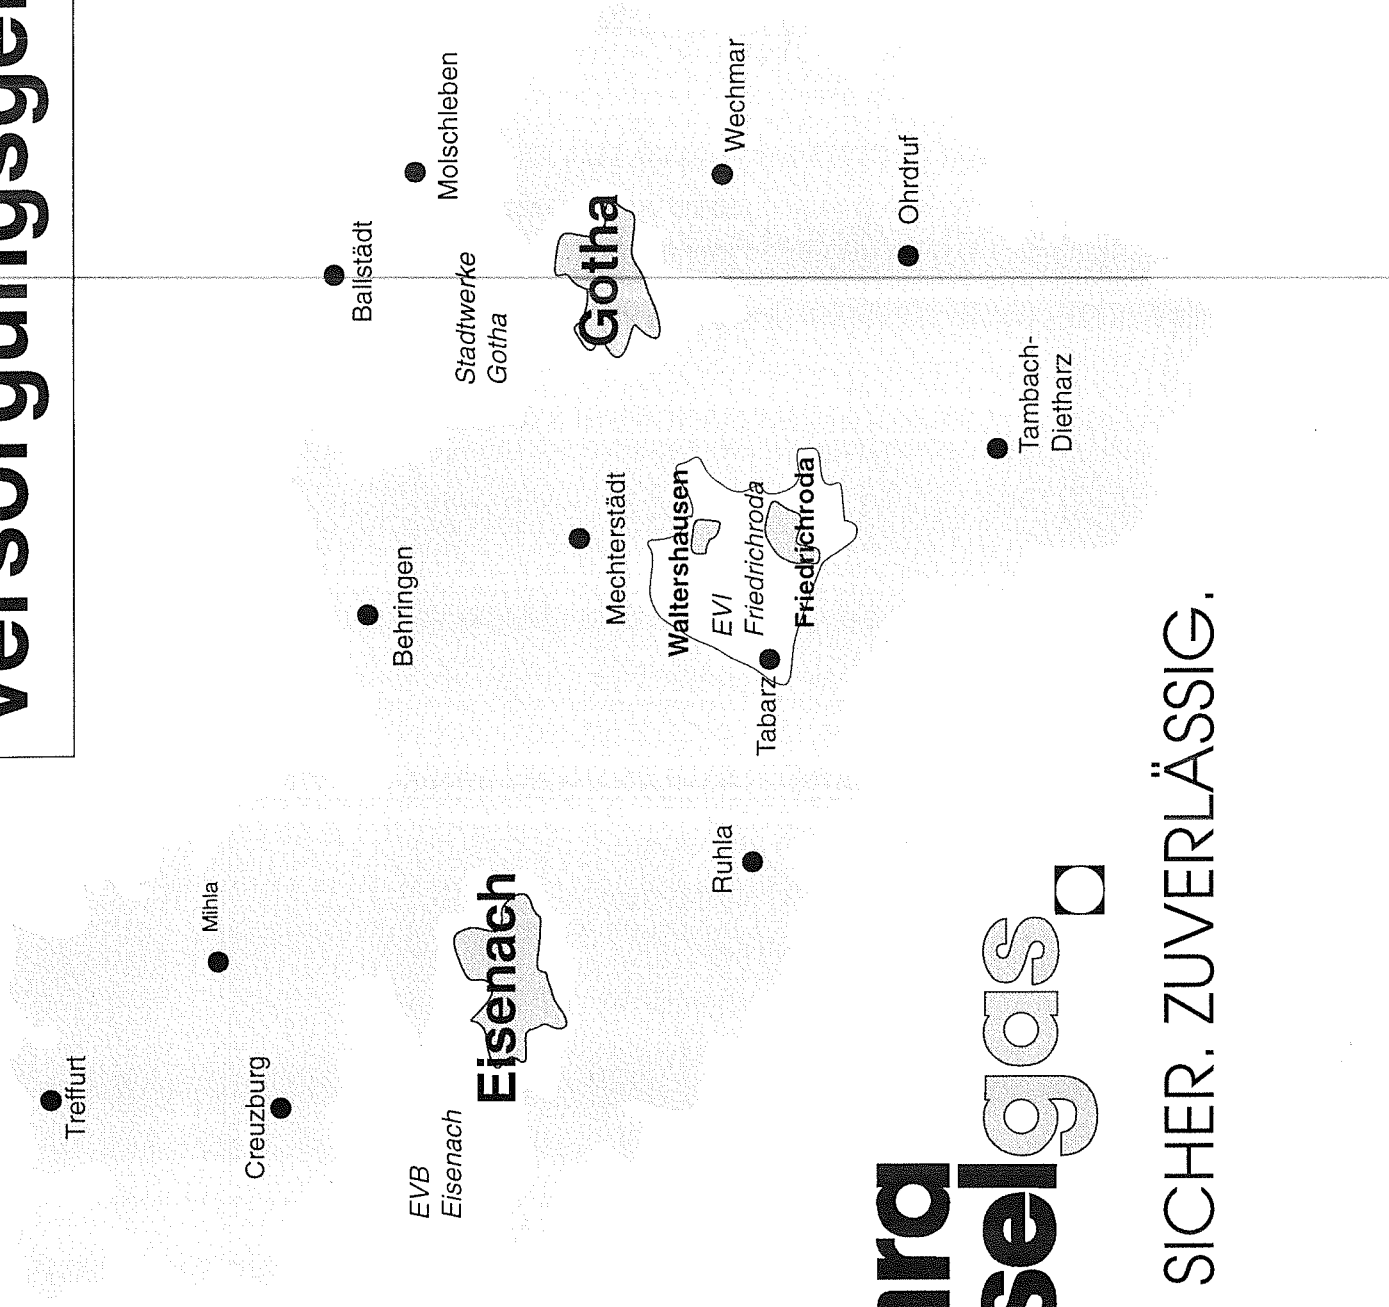 Versorgungsge
Treffurt
Mihla
Creuzburg
EVB
Eisenach
Eisenach
Ruhla
Behringen
Mechterstädt
Waltershausen
EVI
Friedrichroda
Friedrichroda
Tabarz
Ballstädt
Molschleben
Stadtwerke
Gotha
Gotha
Wechmar
Ohrdruf
Tambach-
Dietharz
selgas
SICHER. ZUVERLÄSSIG.